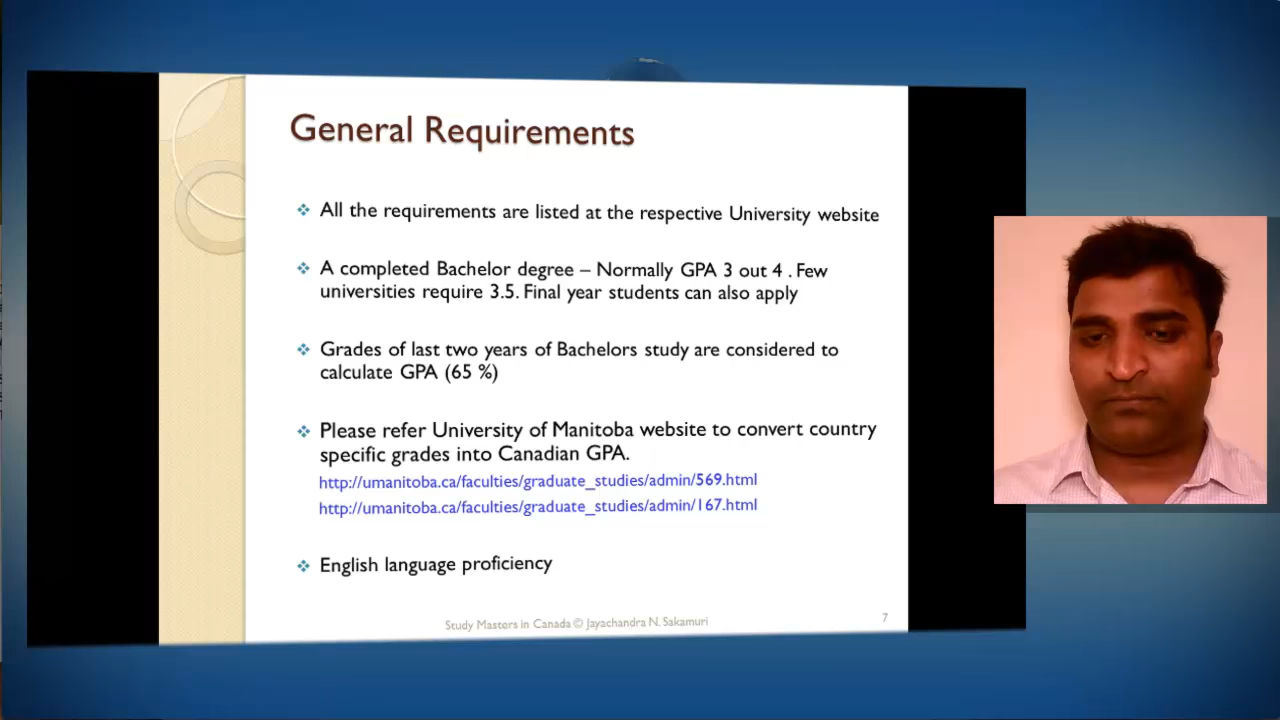 General Requirements
All the requirements are listed at the respective University website
A completed Bachelor degree – Normally GPA 3 out 4 . Few
universities require 3.5. Final year students can also apply
Grades of last two years of Bachelors study are considered to
calculate GPA (65 %)
Please refer University of Manitoba website to convert country
specific grades into Canadian GPA.
http://umanitoba.ca/faculties/graduate_studies/admin/569.html
http://umanitoba.ca/faculties/graduate_studies/admin/167.html
English language proficiency
Study Masters in Canada © Jayachandra N. Sakamuri
7